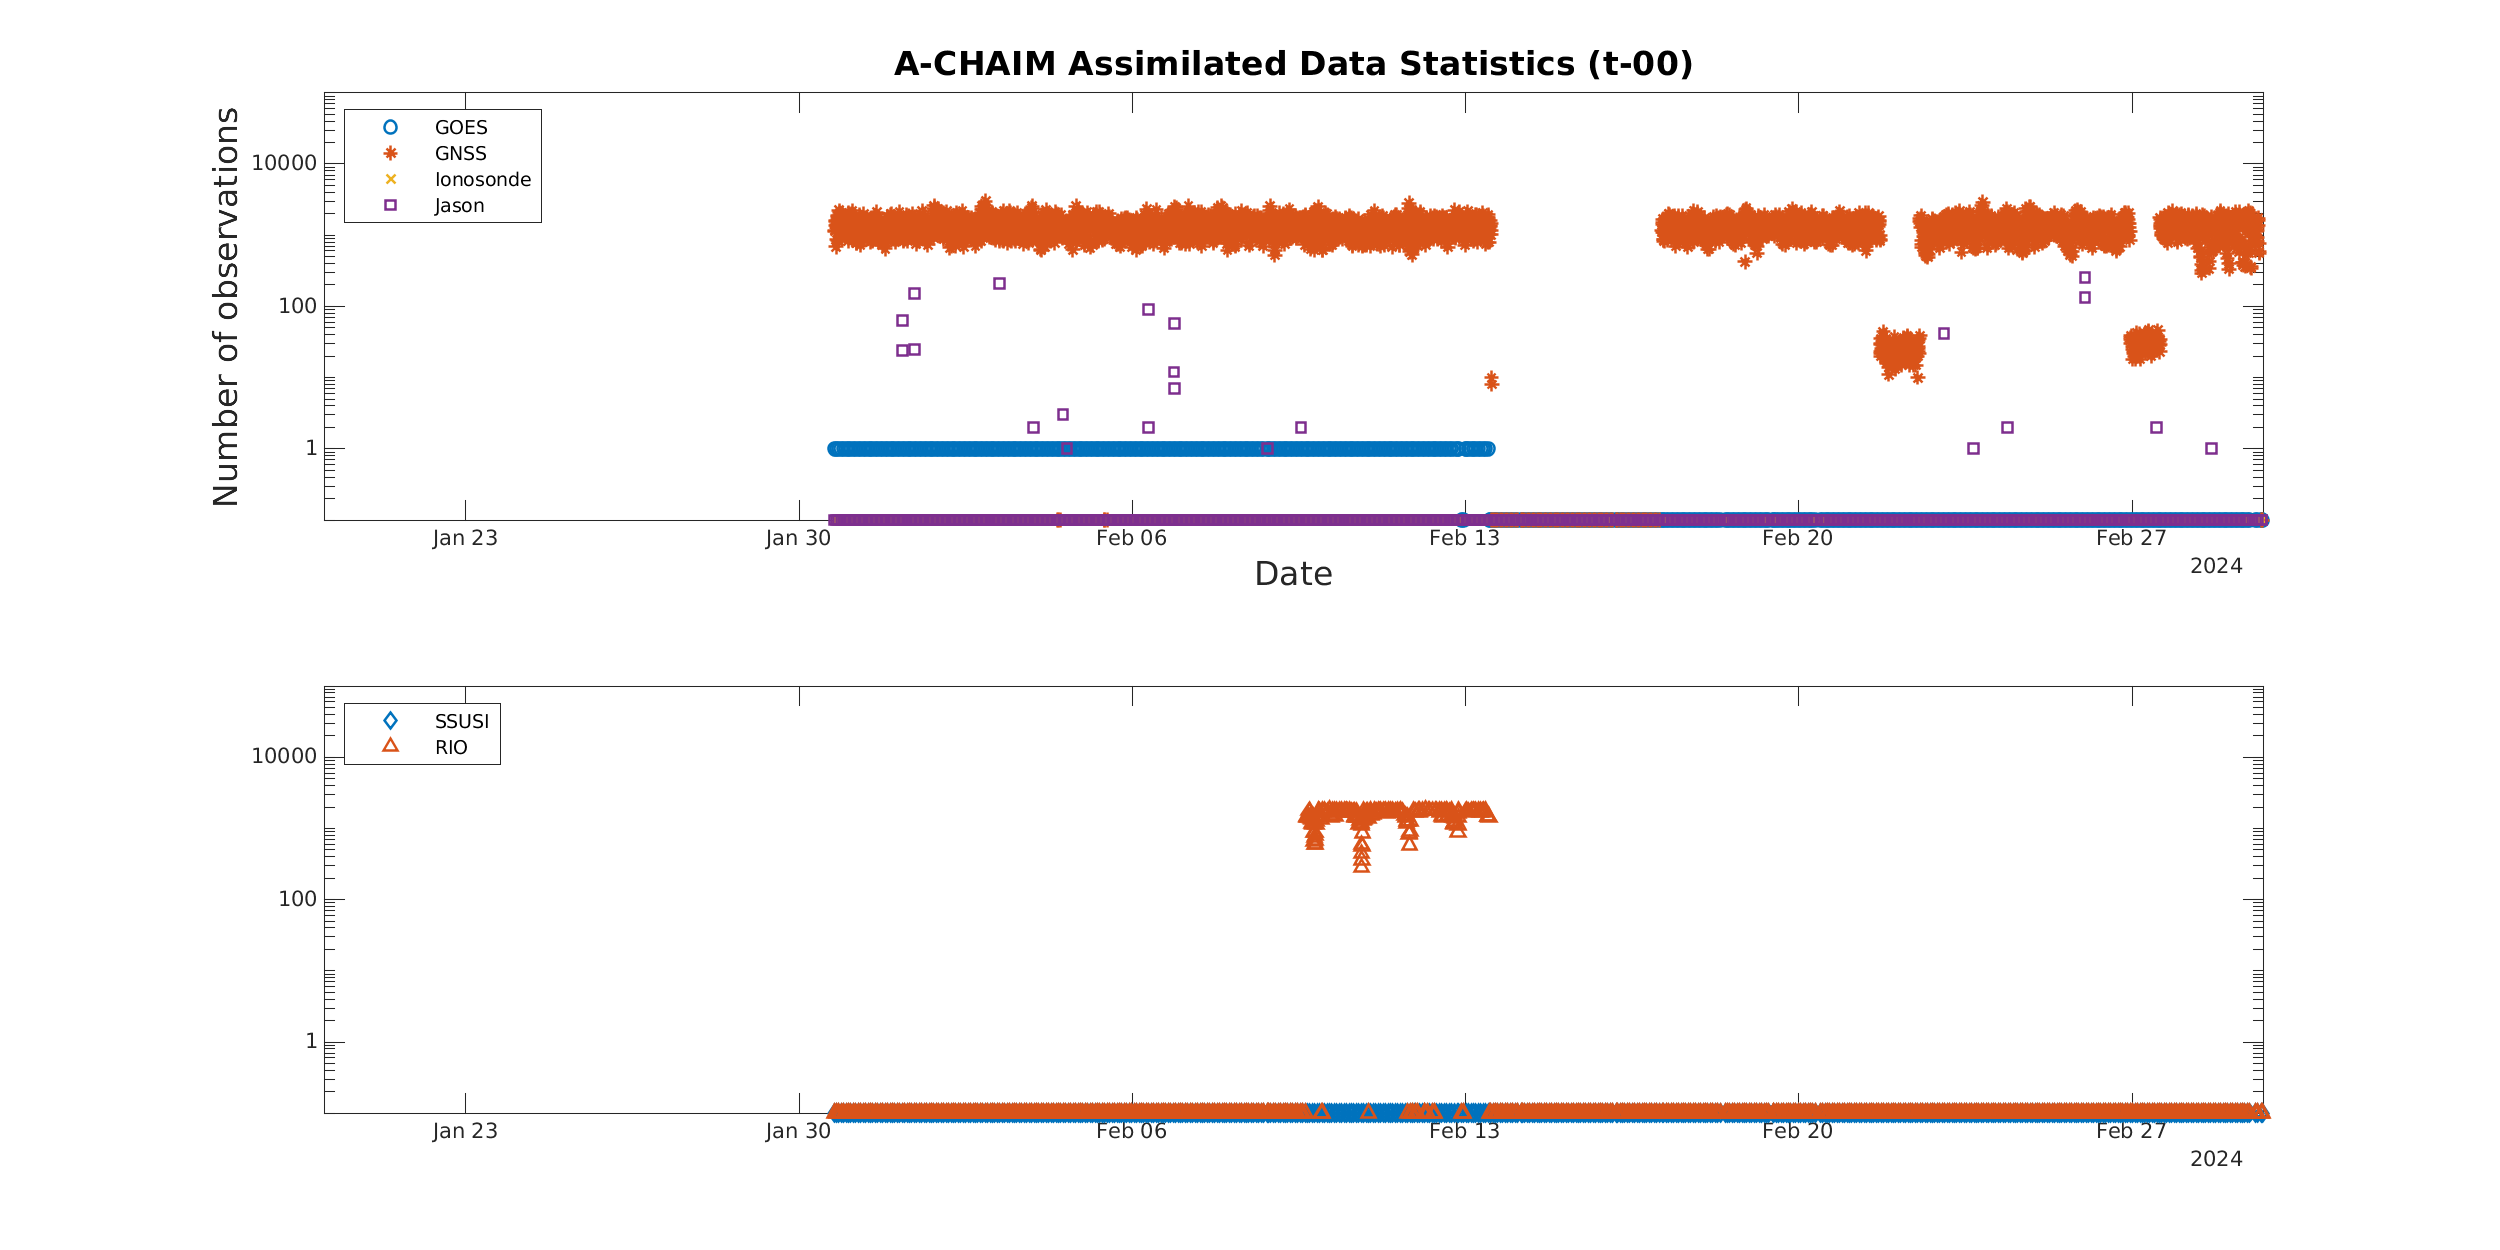 A-CHAIM Assimilated Data Statistics (t-00)
Number of observations
10000
100
1
GOES
GNSS
Ionosonde
Jason
Jan 23
Jan 30
Feb 06
Feb 13
Feb 20
Feb 27
2024
Date
10000
100
1
SSUSI
RIO
Jan 23
Jan 30
Feb 06
Feb 13
Feb 20
Feb 27
2024